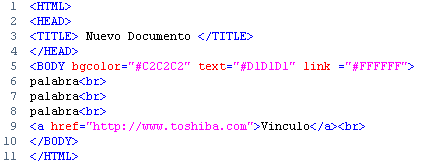 1 <HTML>
2 <HEAD>
3 <TITLE> Nuevo Documento </TITLE>
4 </HEAD>
5 <BODY bgcolor="#C2C2C2" text="#D1D1D1" link ="#FFFFFF">
6 palabra<br>
7 palabra<br>
8 palabra<br>
9 <a href="http://www.toshiba.com">Vinculo</a><br>
10 </BODY>
11 </HTML>